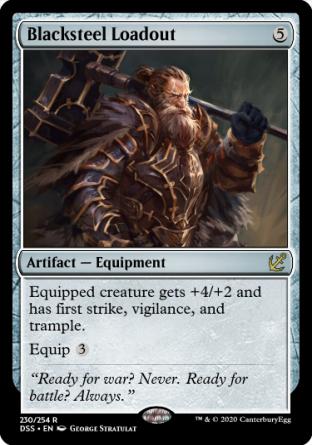 Blacksteel Loadout 5
Artifact — Equipment
Equipped creature gets +4/+2 and
has first strike, vigilance, and
trample.
Equip 3
“Ready for war? Never. Ready for
battle? Always.”
230/254 R
DSS • EN George Stratulat
™ & © 2020 CanterburyEgg